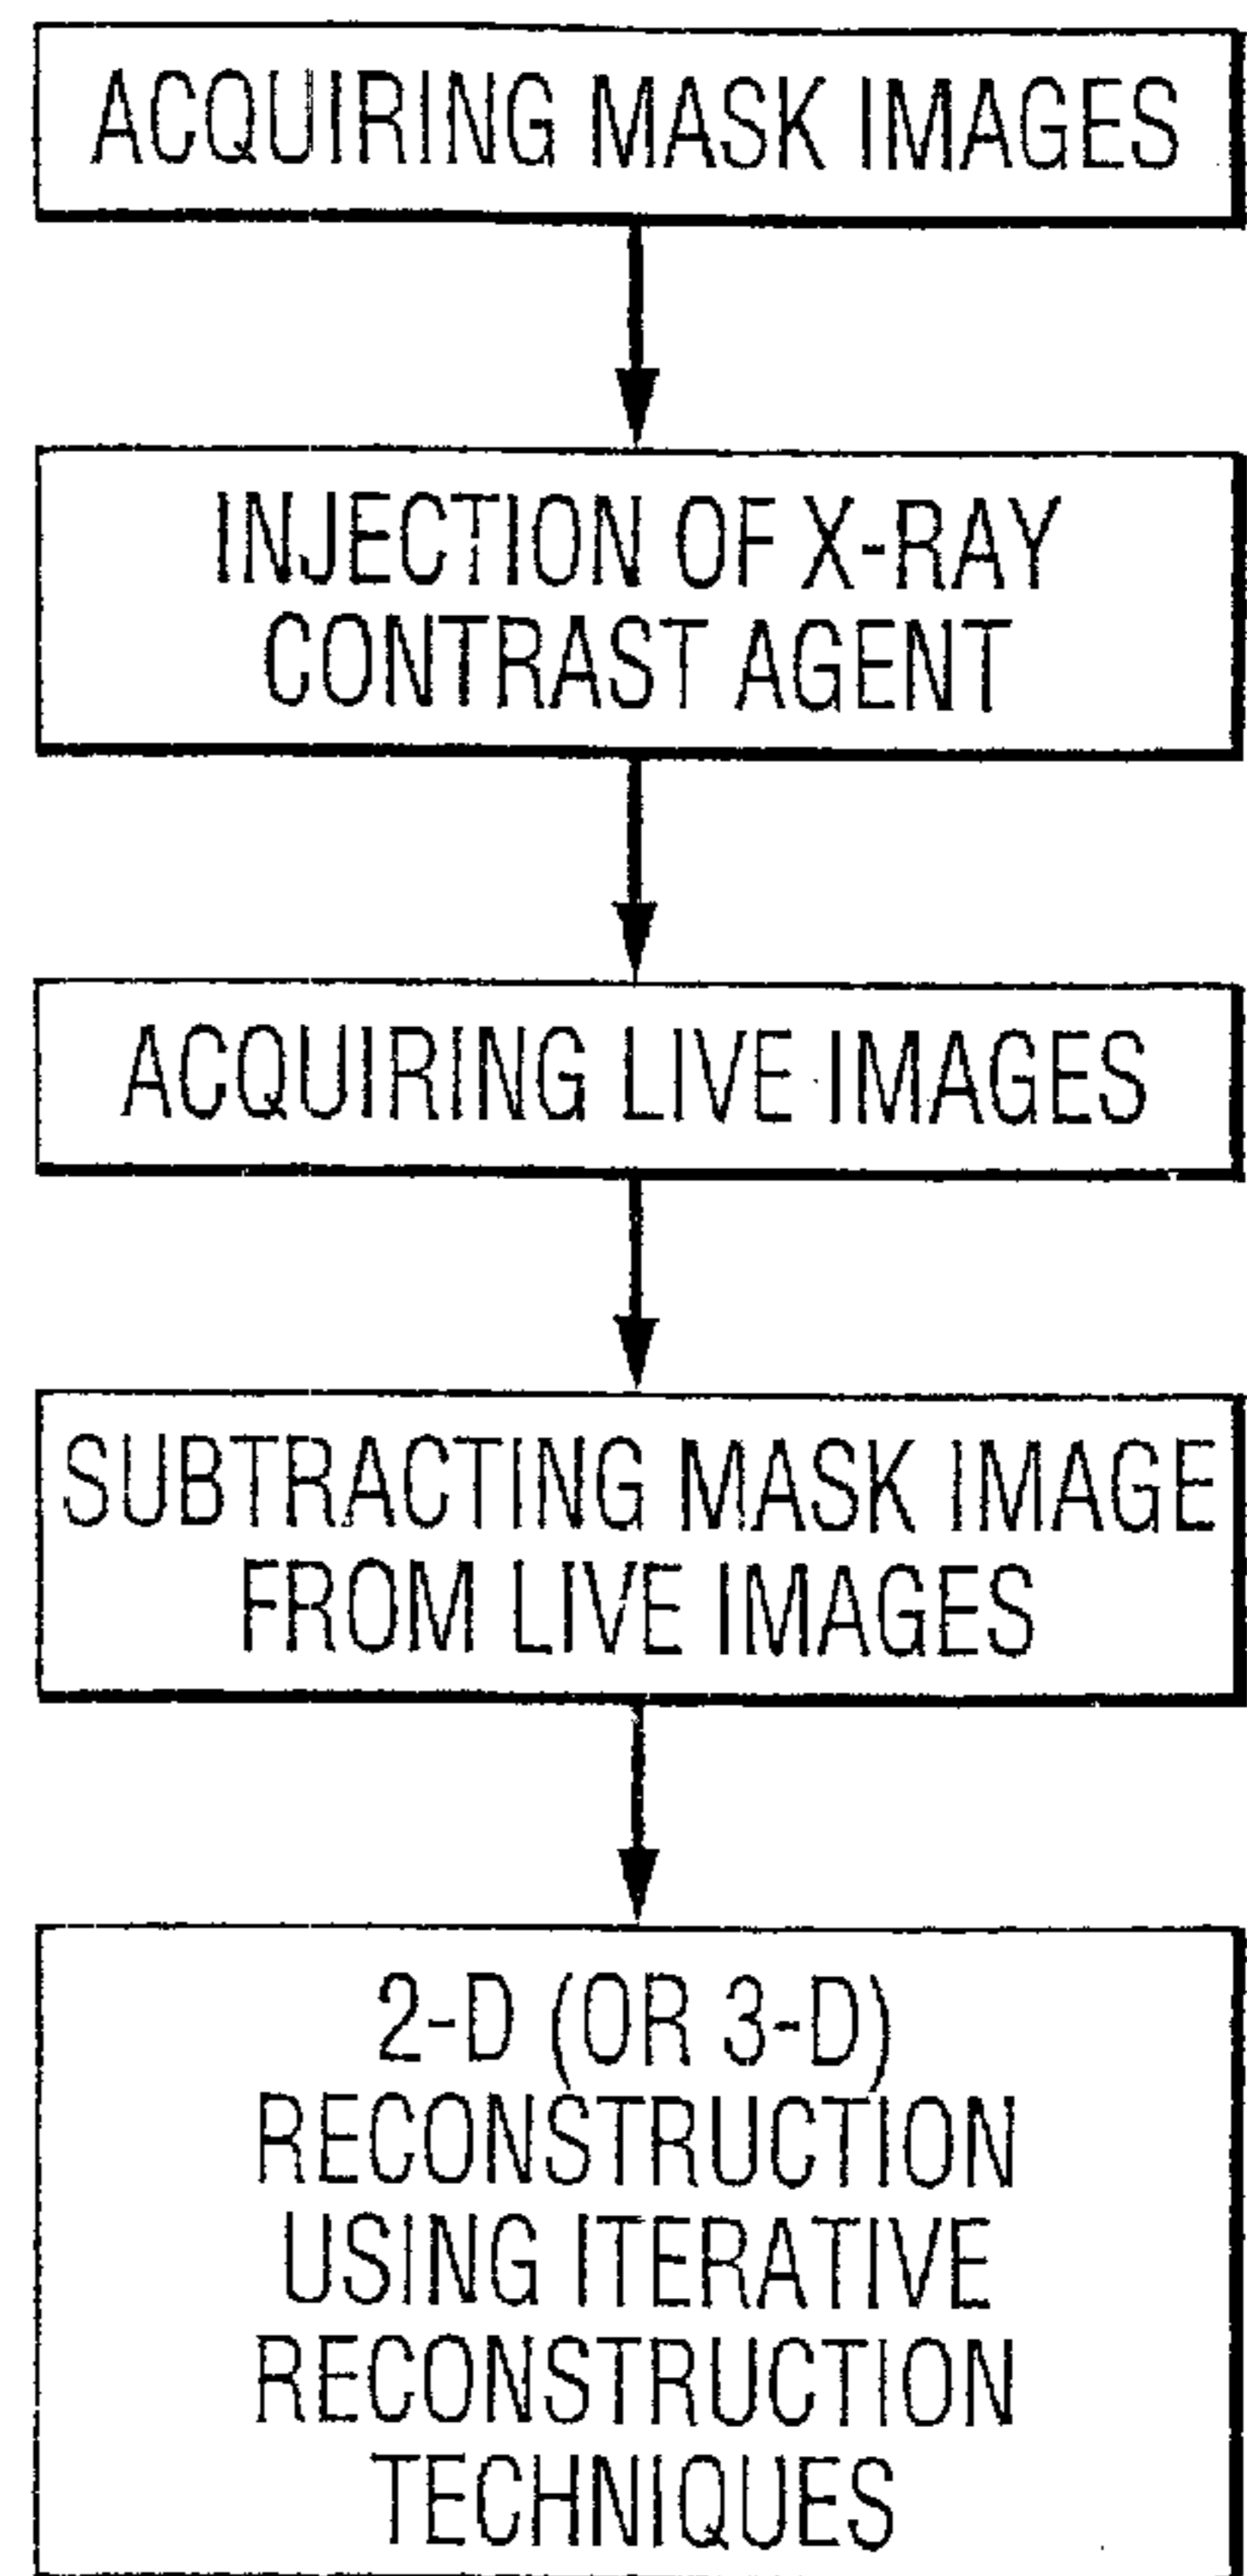 ACQUIRING MASK IMAGES
INJECTION OF X-RAY
CONTRAST AGENT
ACQUIRING LIVE IMAGES
SUBTRACTING MASK IMAGE
FROM LIVE IMAGES
2-D (OR 3-D)
RECONSTRUCTION
USING ITERATIVE
RECONSTRUCTION
TECHNIQUES